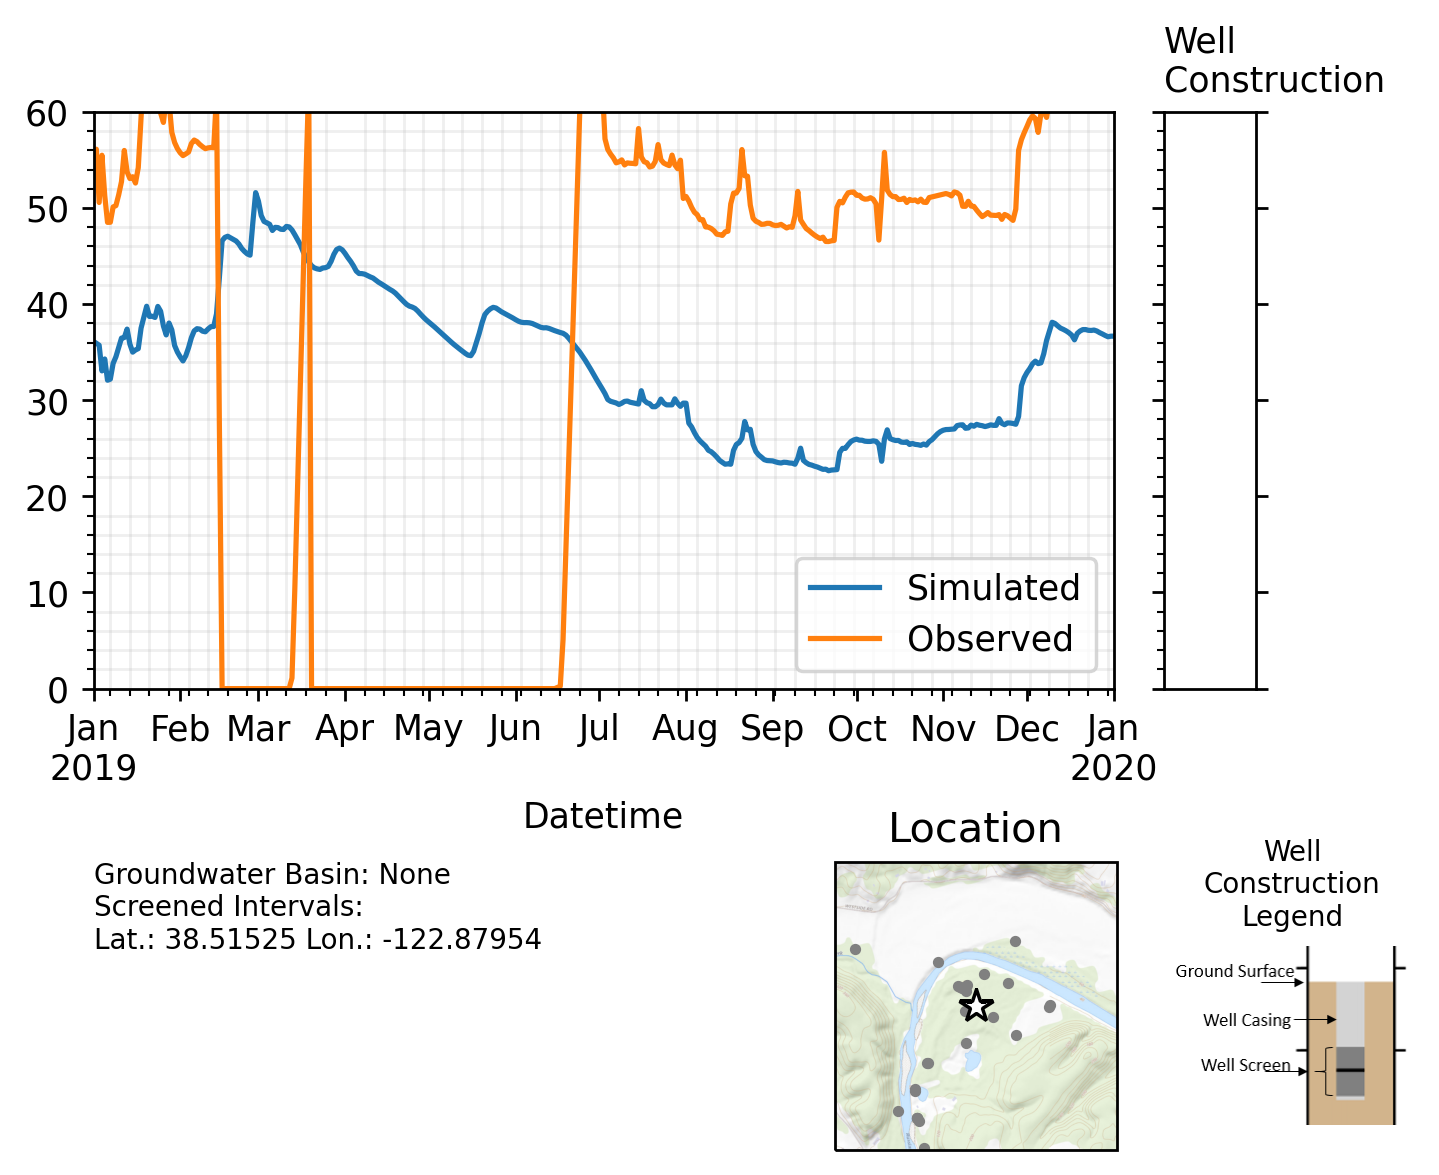 Well
Construction
60
50
40
30
20
10
0
Simulated
Observed
Jan Feb Mar Apr May Jun Jul Aug Sep Oct Nov Dec Jan
2019 2020
Datetime
Groundwater Basin: None
Screened Intervals:
Lat.: 38.51525 Lon.: -122.87954
Location
Well
Construction
Legend
Ground Surface
Well Casing
Well Screen